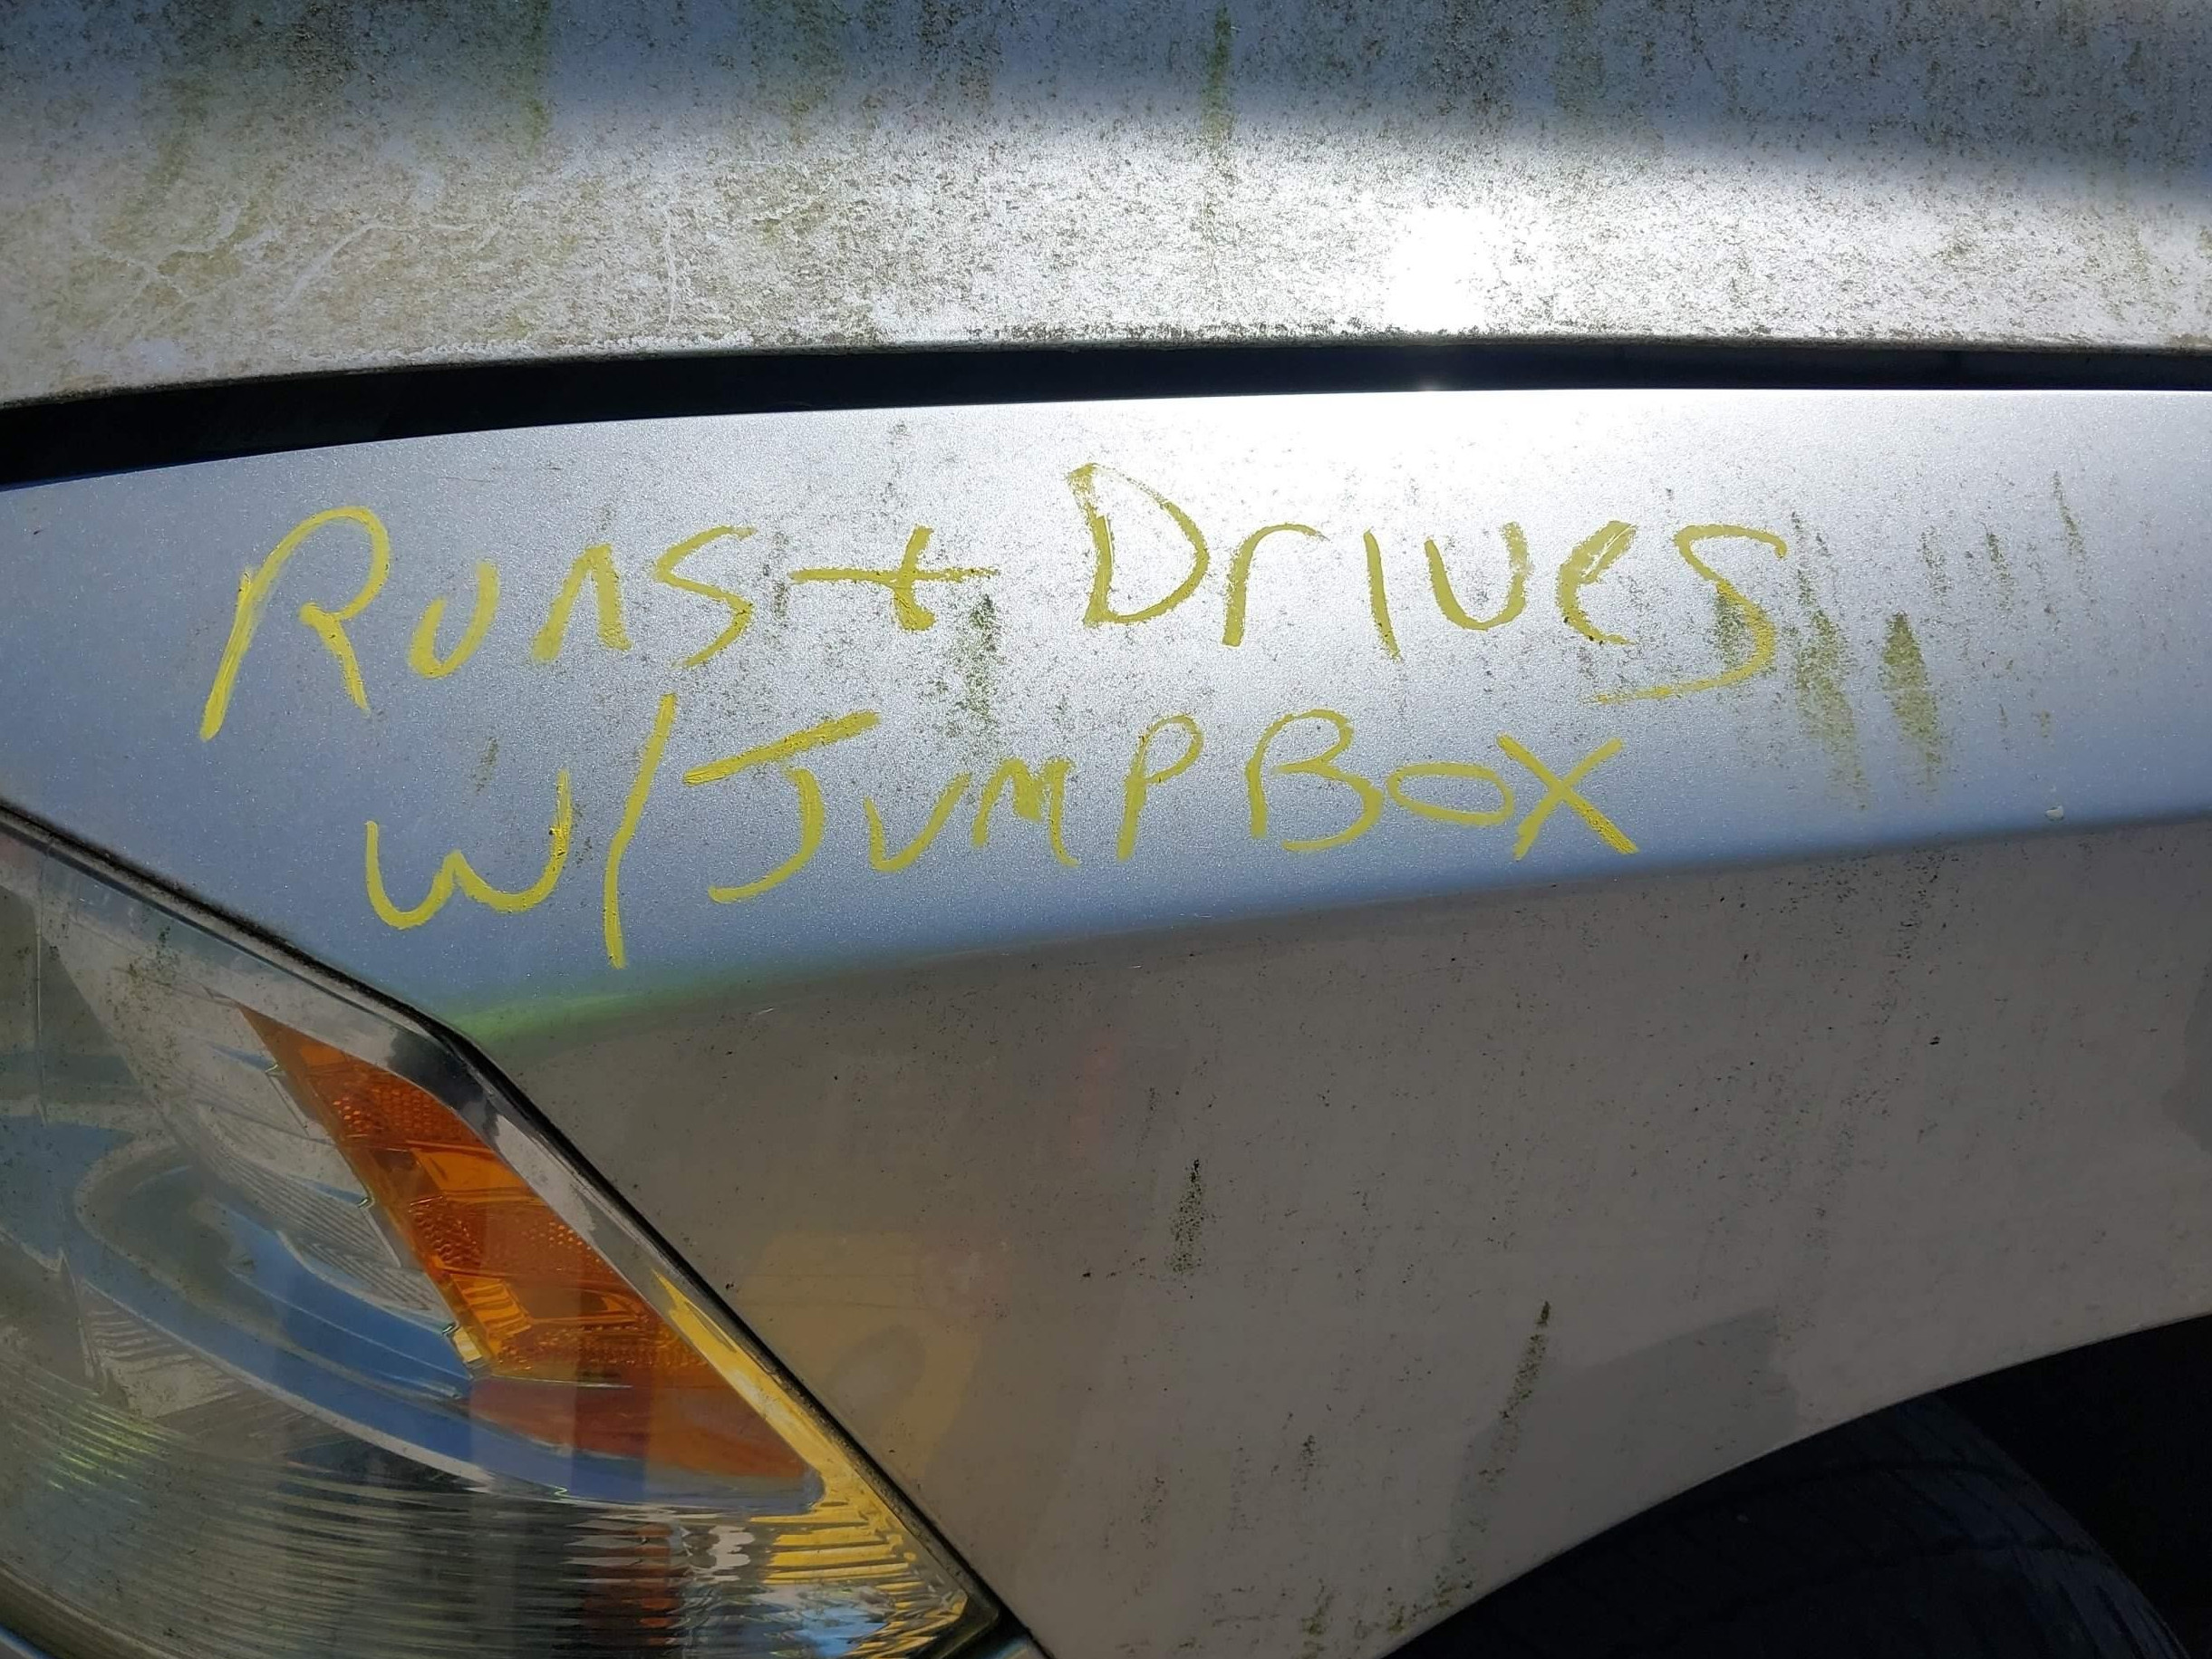 Runs + Drives
W/ JUMP BOX